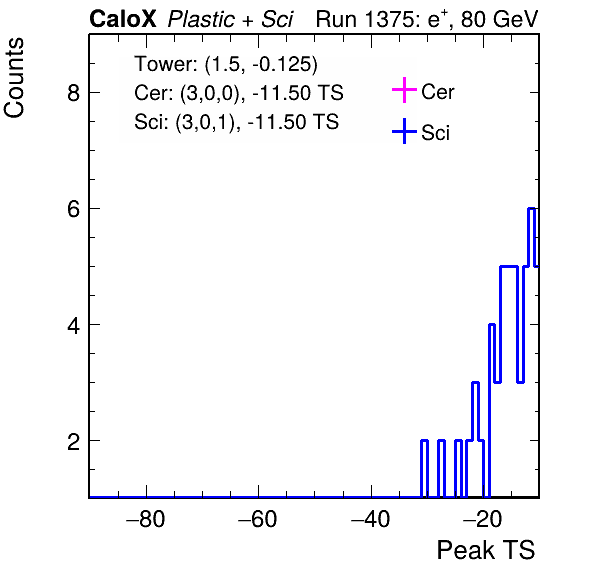 CaloX Plastic + Sci Run 1375: e+, 80 GeV
Tower: (1.5, -0.125)
Cer: (3,0,0), -11.50 TS
Sci: (3,0,1), -11.50 TS
Cer
Sci
Counts
8
6
4
2
−80 −60 −40 −20
Peak TS